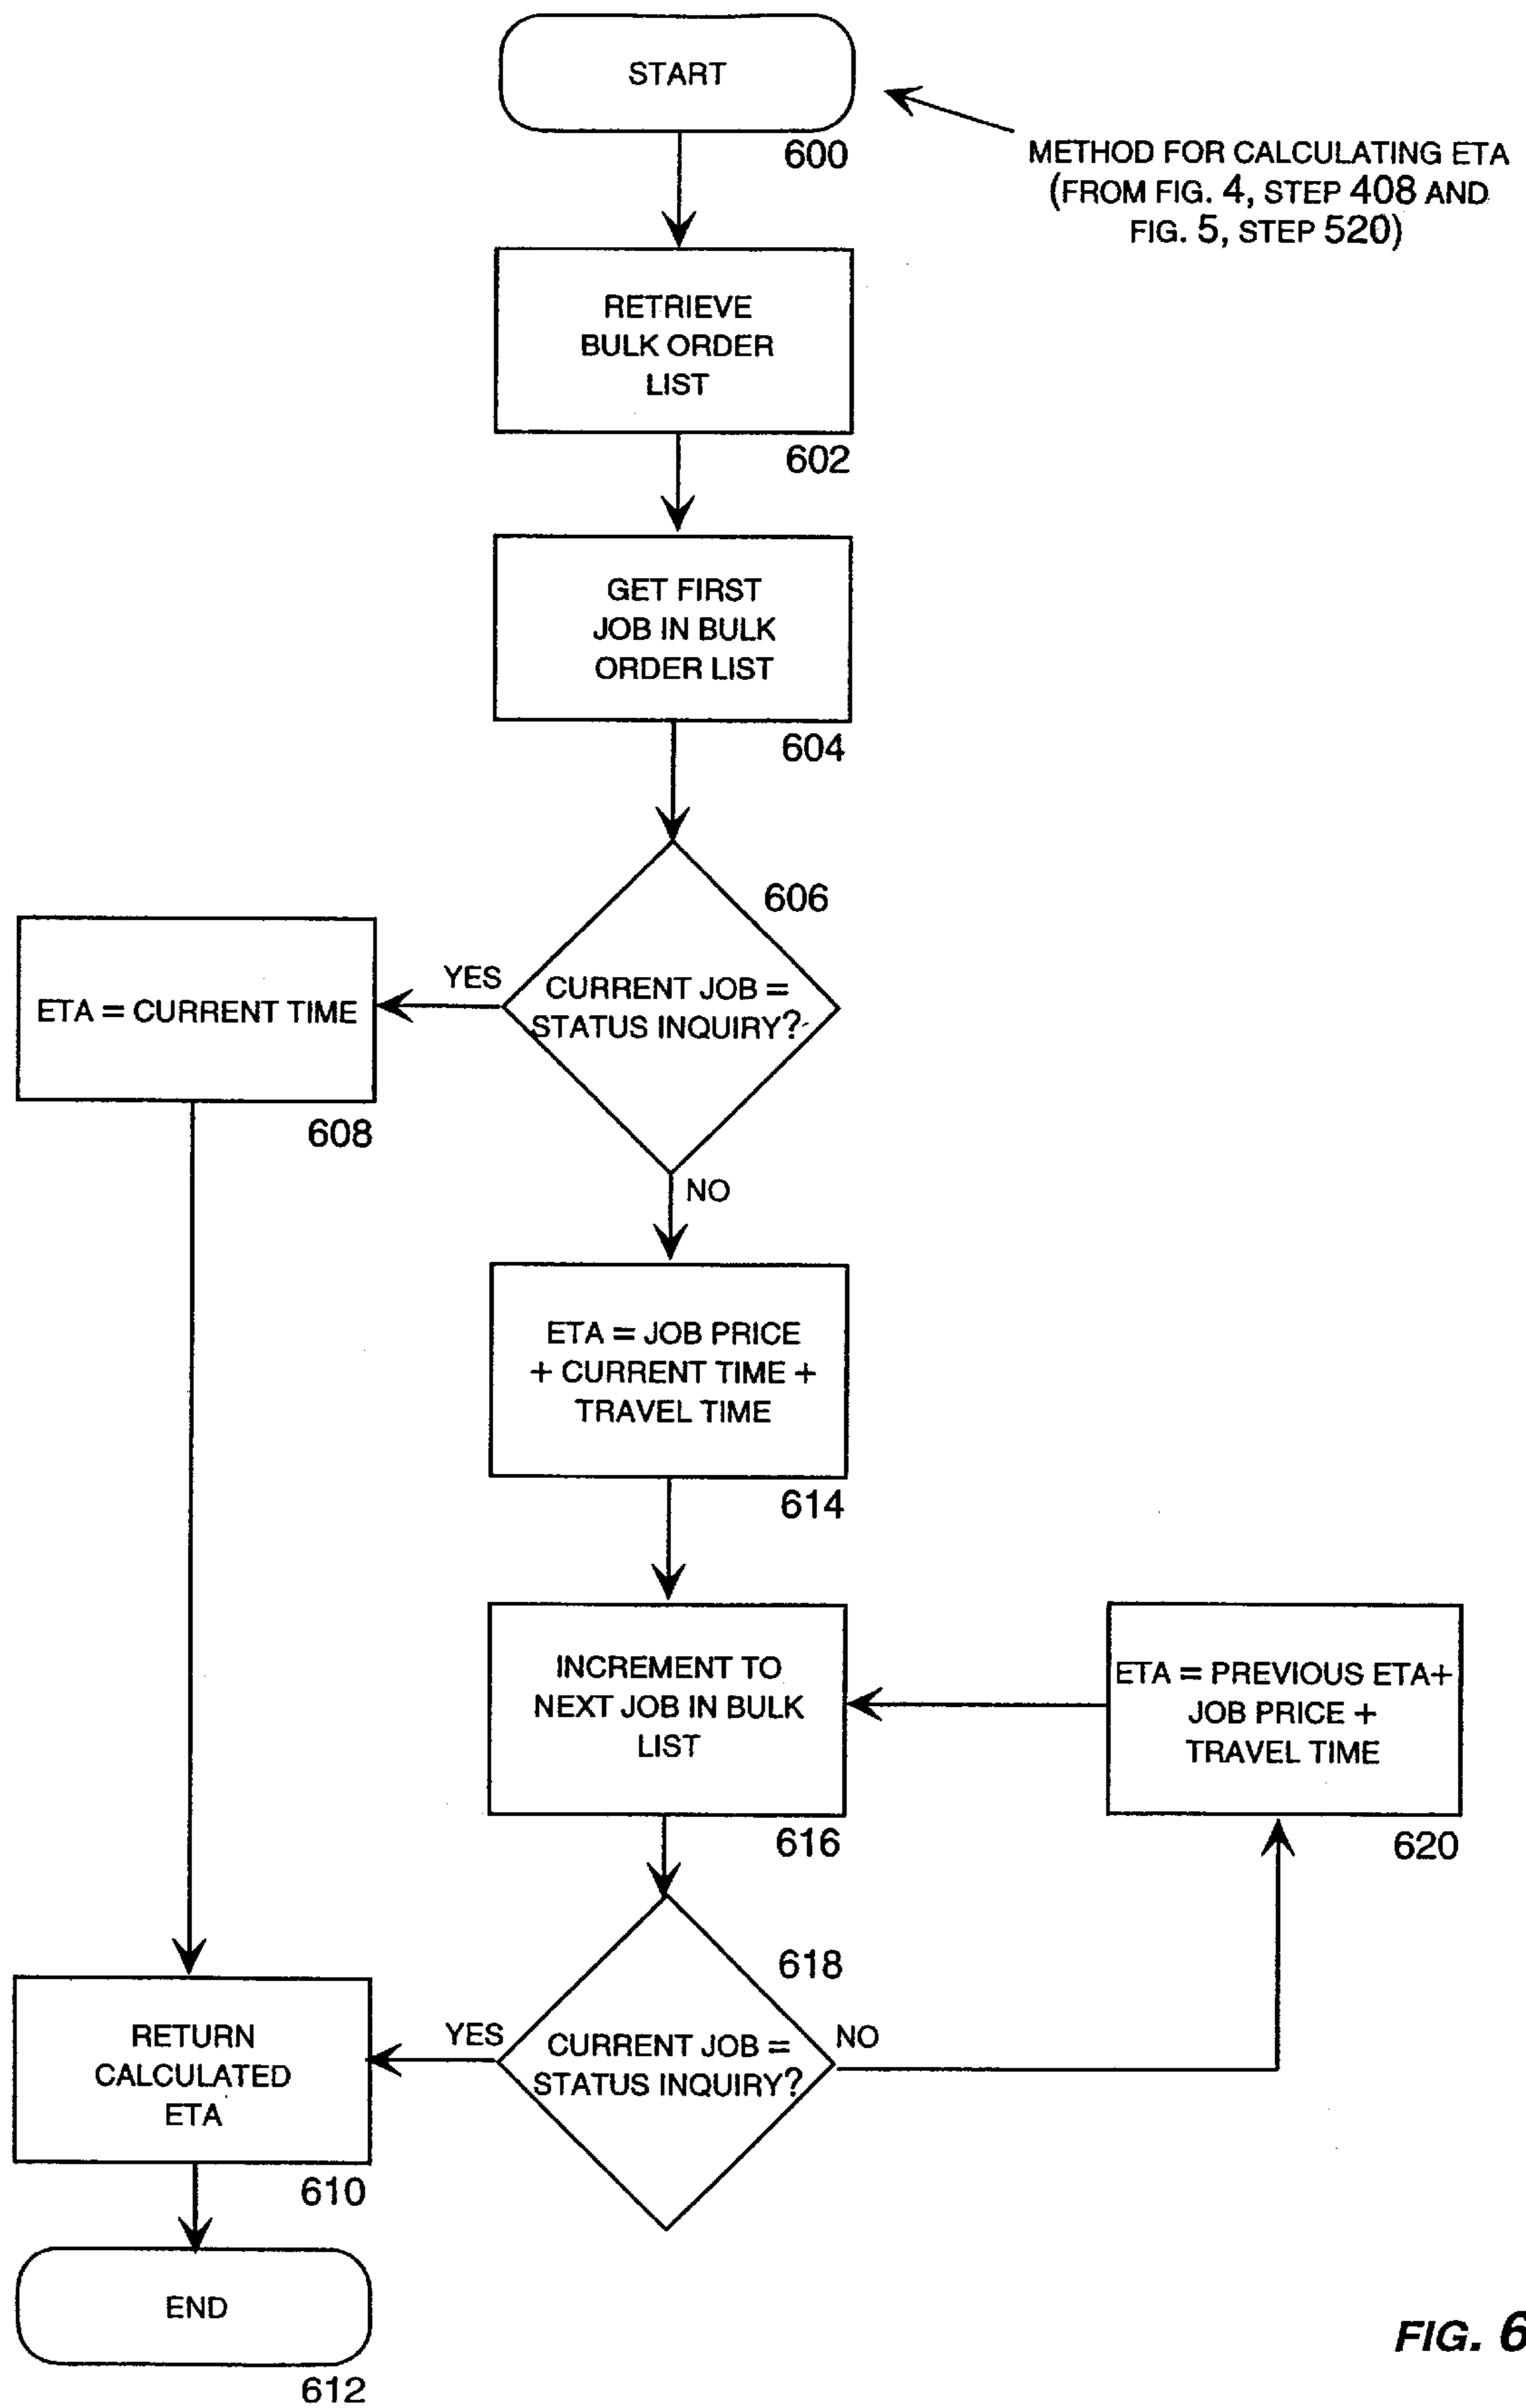 START
600
METHOD FOR CALCULATING ETA
(FROM FIG. 4, STEP 408 AND
FIG. 5, STEP 520)
RETRIEVE
BULK ORDER
LIST
602
GET FIRST
JOB IN BULK
ORDER LIST
604
606
CURRENT JOB =
STATUS INQUIRY?
YES
ETA = CURRENT TIME
608
NO
ETA = JOB PRICE
+ CURRENT TIME +
TRAVEL TIME
614
INCREMENT TO
NEXT JOB IN BULK
LIST
616
ETA = PREVIOUS ETA+
JOB PRICE +
TRAVEL TIME
620
618
CURRENT JOB =
STATUS INQUIRY?
YES
NO
RETURN
CALCULATED
ETA
610
END
612
FIG. 6